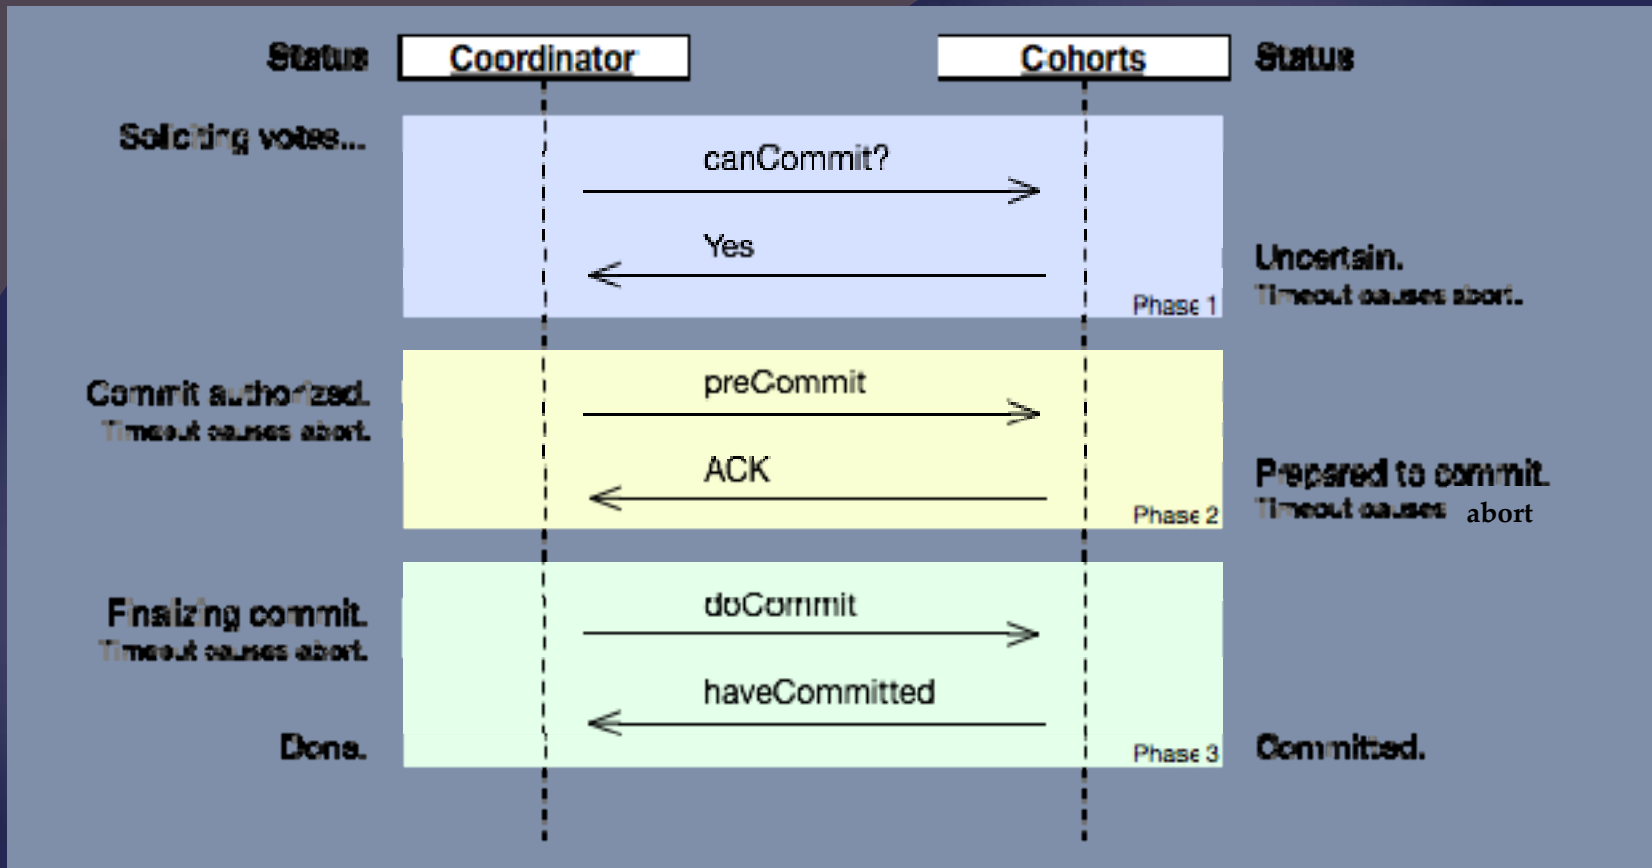 Status
Coordinator
Cohorts
Status
Soliciting votes...
canCommit?
Yes
Uncertain.
Timeout causes abort.
Phase 1
Commit authorized.
Timeout causes abort.
preCommit
ACK
Prepared to commit.
Timeout causes abort
Phase 2
Finalizing commit.
Timeout causes abort.
doCommit
haveCommitted
Done.
Phase 3
Committed.